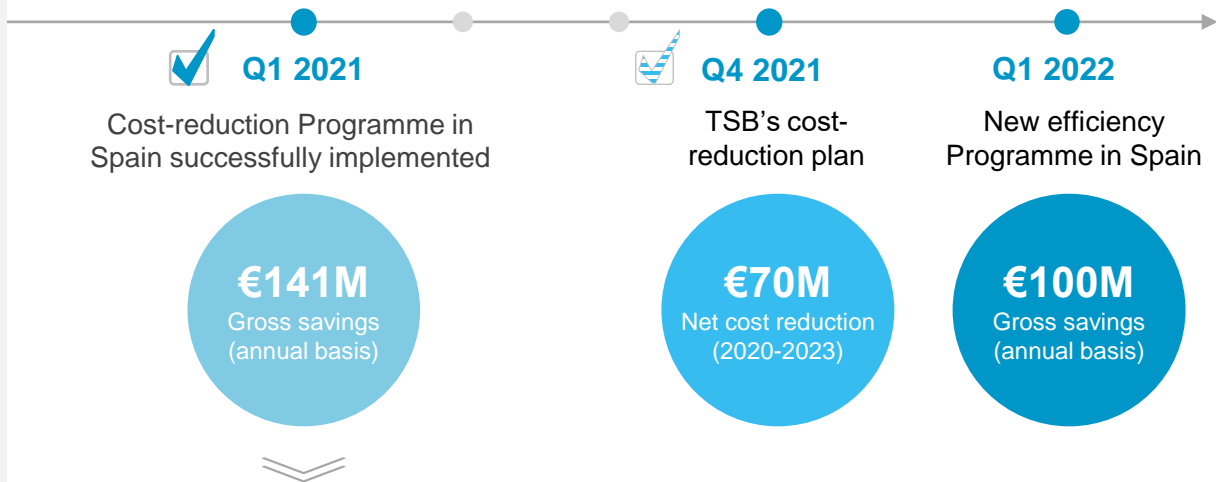 Q1 2021
Cost-reduction Programme in
Spain successfully implemented
€141M
Gross savings
(annual basis)
Q4 2021
TSB's cost-
reduction plan
€70M
Net cost reduction
(2020-2023)
Q1 2022
New efficiency
Programme in Spain
€100M
Gross savings
(annual basis)